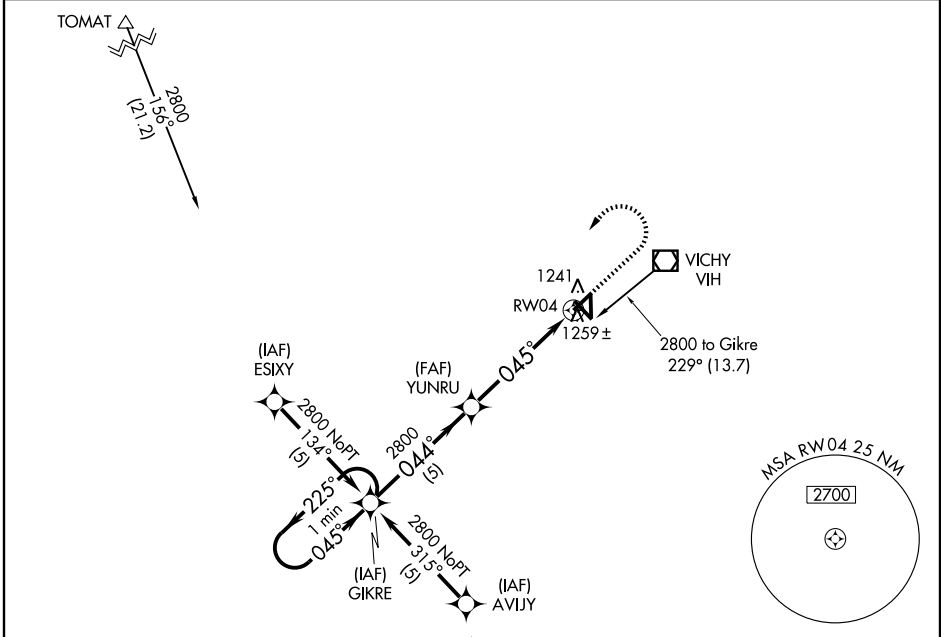 TOMAT
2800
156°
(21.2)
1241
RW04
1259±
VICHY
VIH
2800 to Gikre
229° (13.7)
(IAF)
ESIXY
2800 NoPT
134°
(5)
(FAF)
YUNRU
045°
2800
044°
(5)
225°
1 min
045°
(IAF)
GIKRE
2800 NoPT
315°
(5)
(IAF)
AVIJY
MSA RW04 25 NM
2700